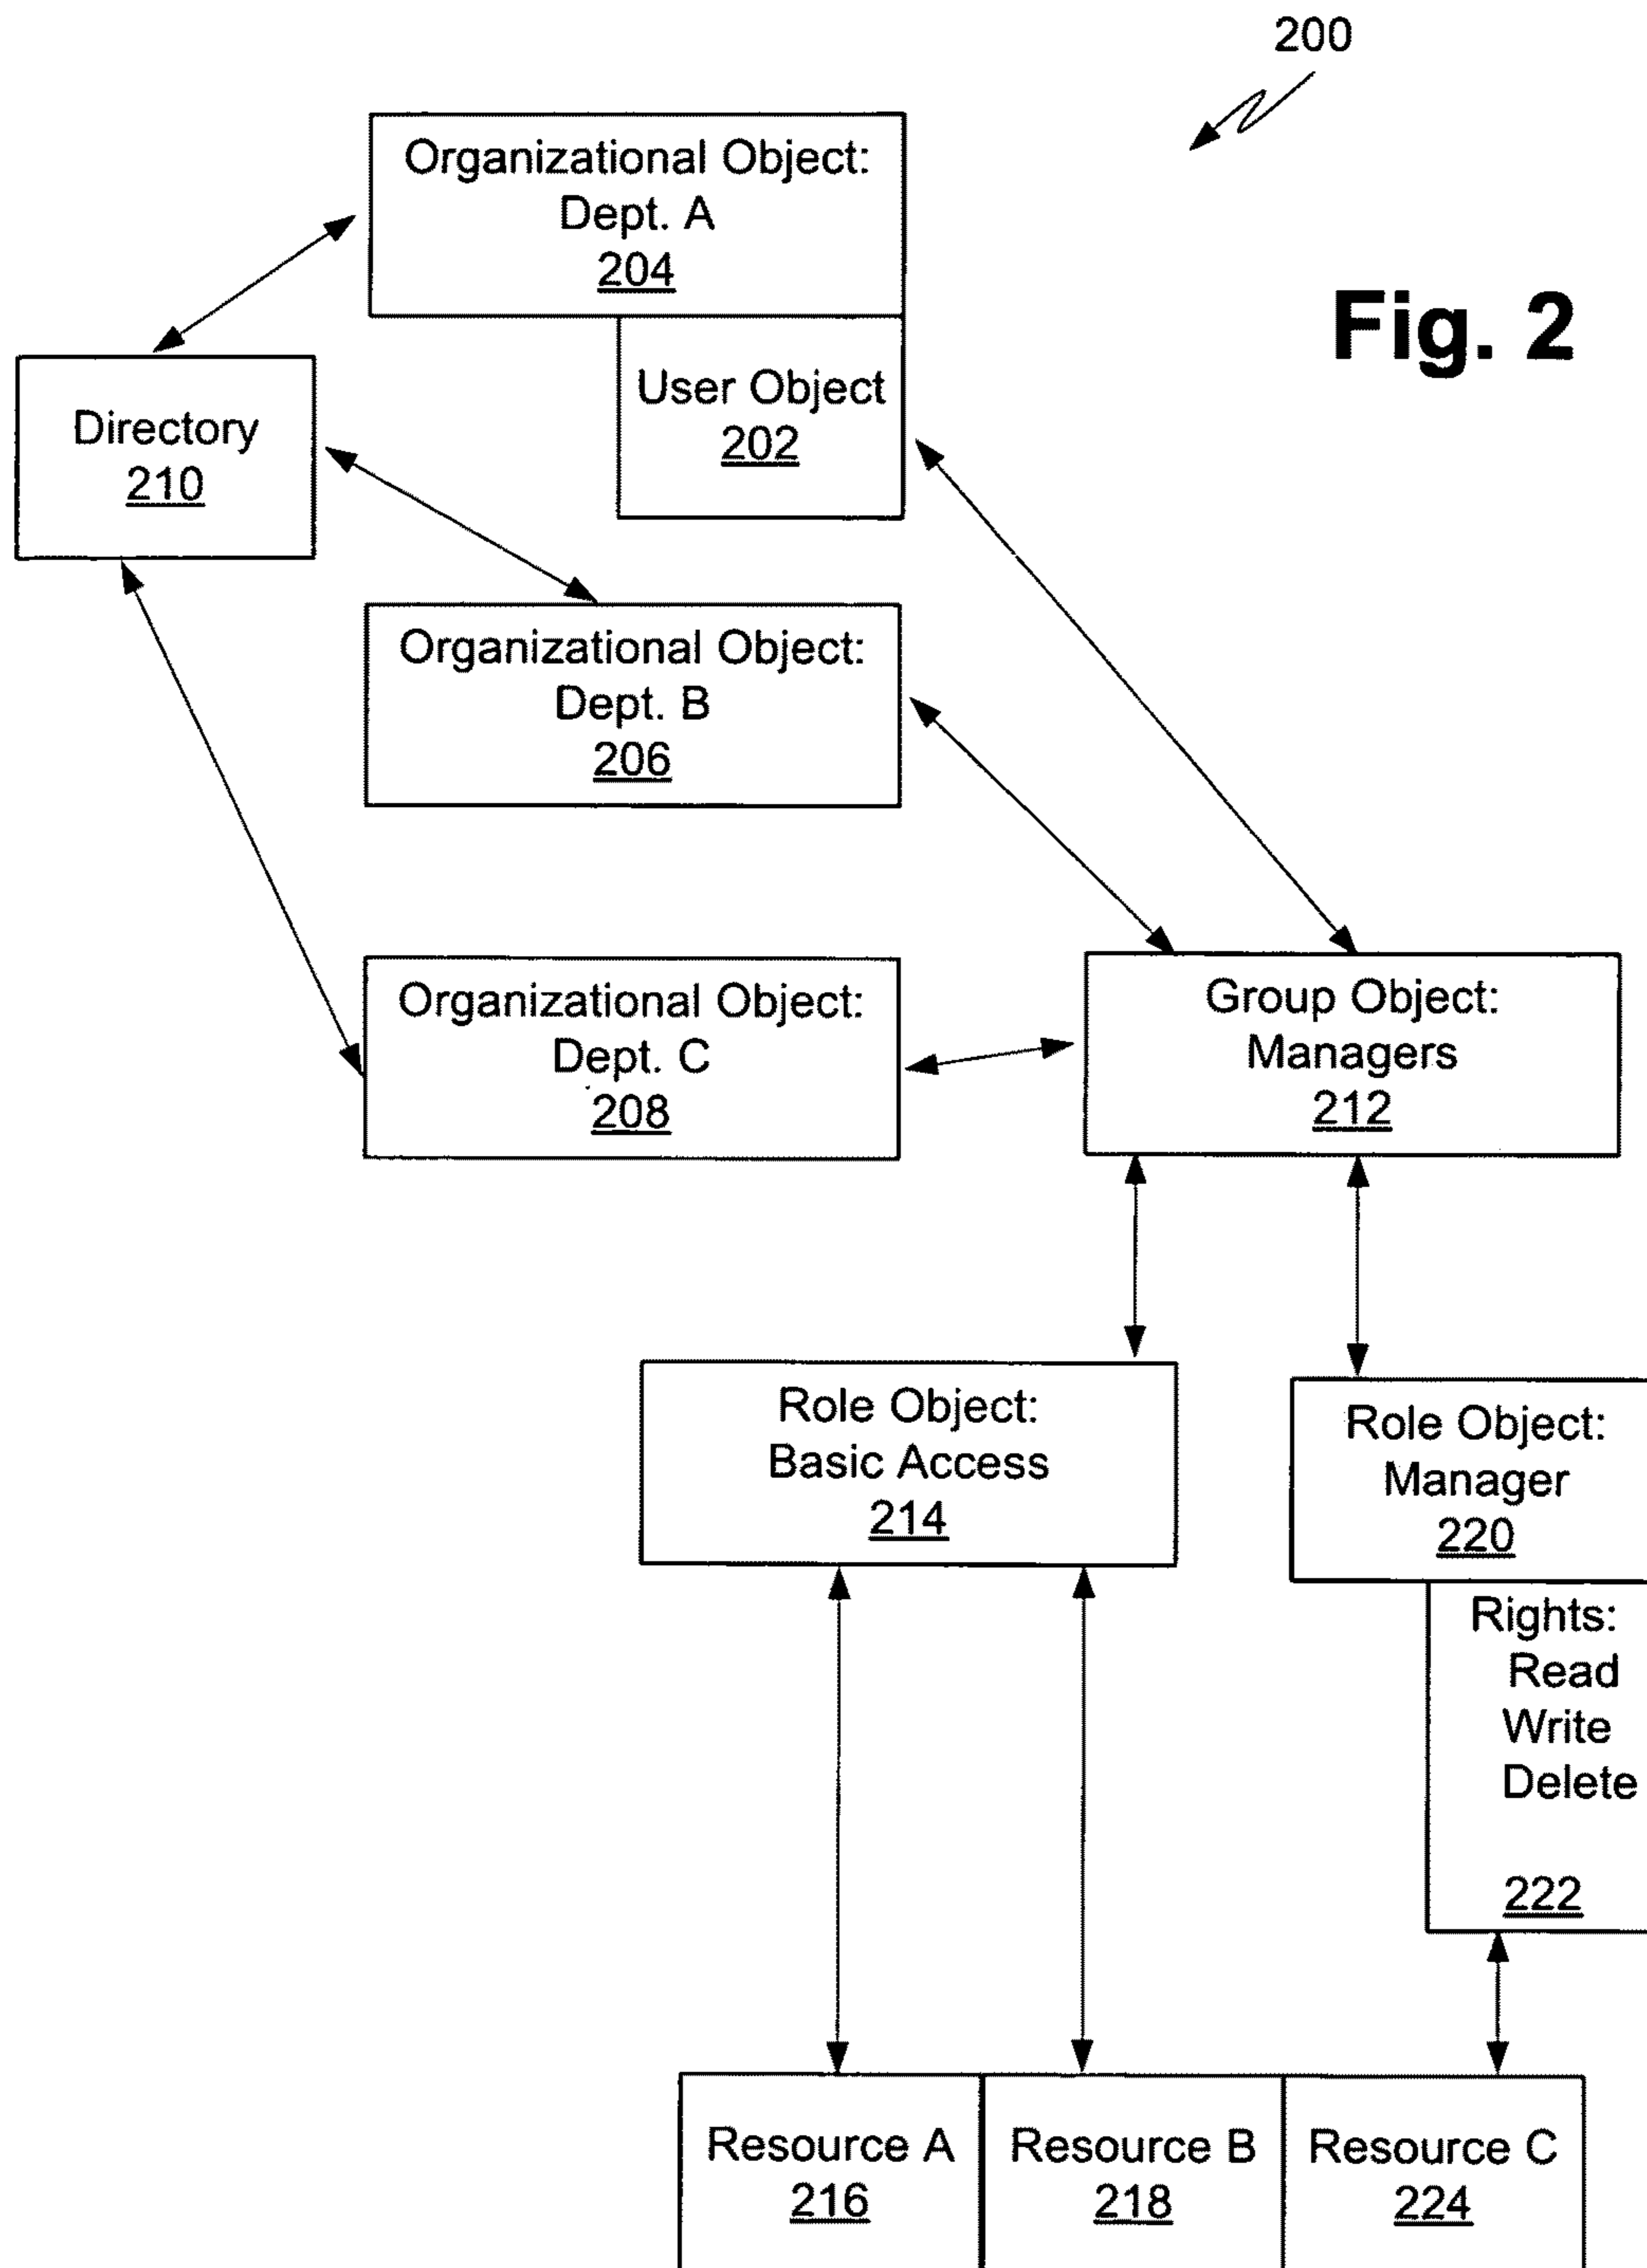 200
Organizational Object:
Dept. A
204
Fig. 2
User Object
202
Directory
210
Organizational Object:
Dept. B
206
Organizational Object:
Dept. C
208
Group Object:
Managers
212
Role Object:
Basic Access
214
Role Object:
Manager
220
Rights:
Read
Write
Delete
222
Resource A
216
Resource B
218
Resource C
224